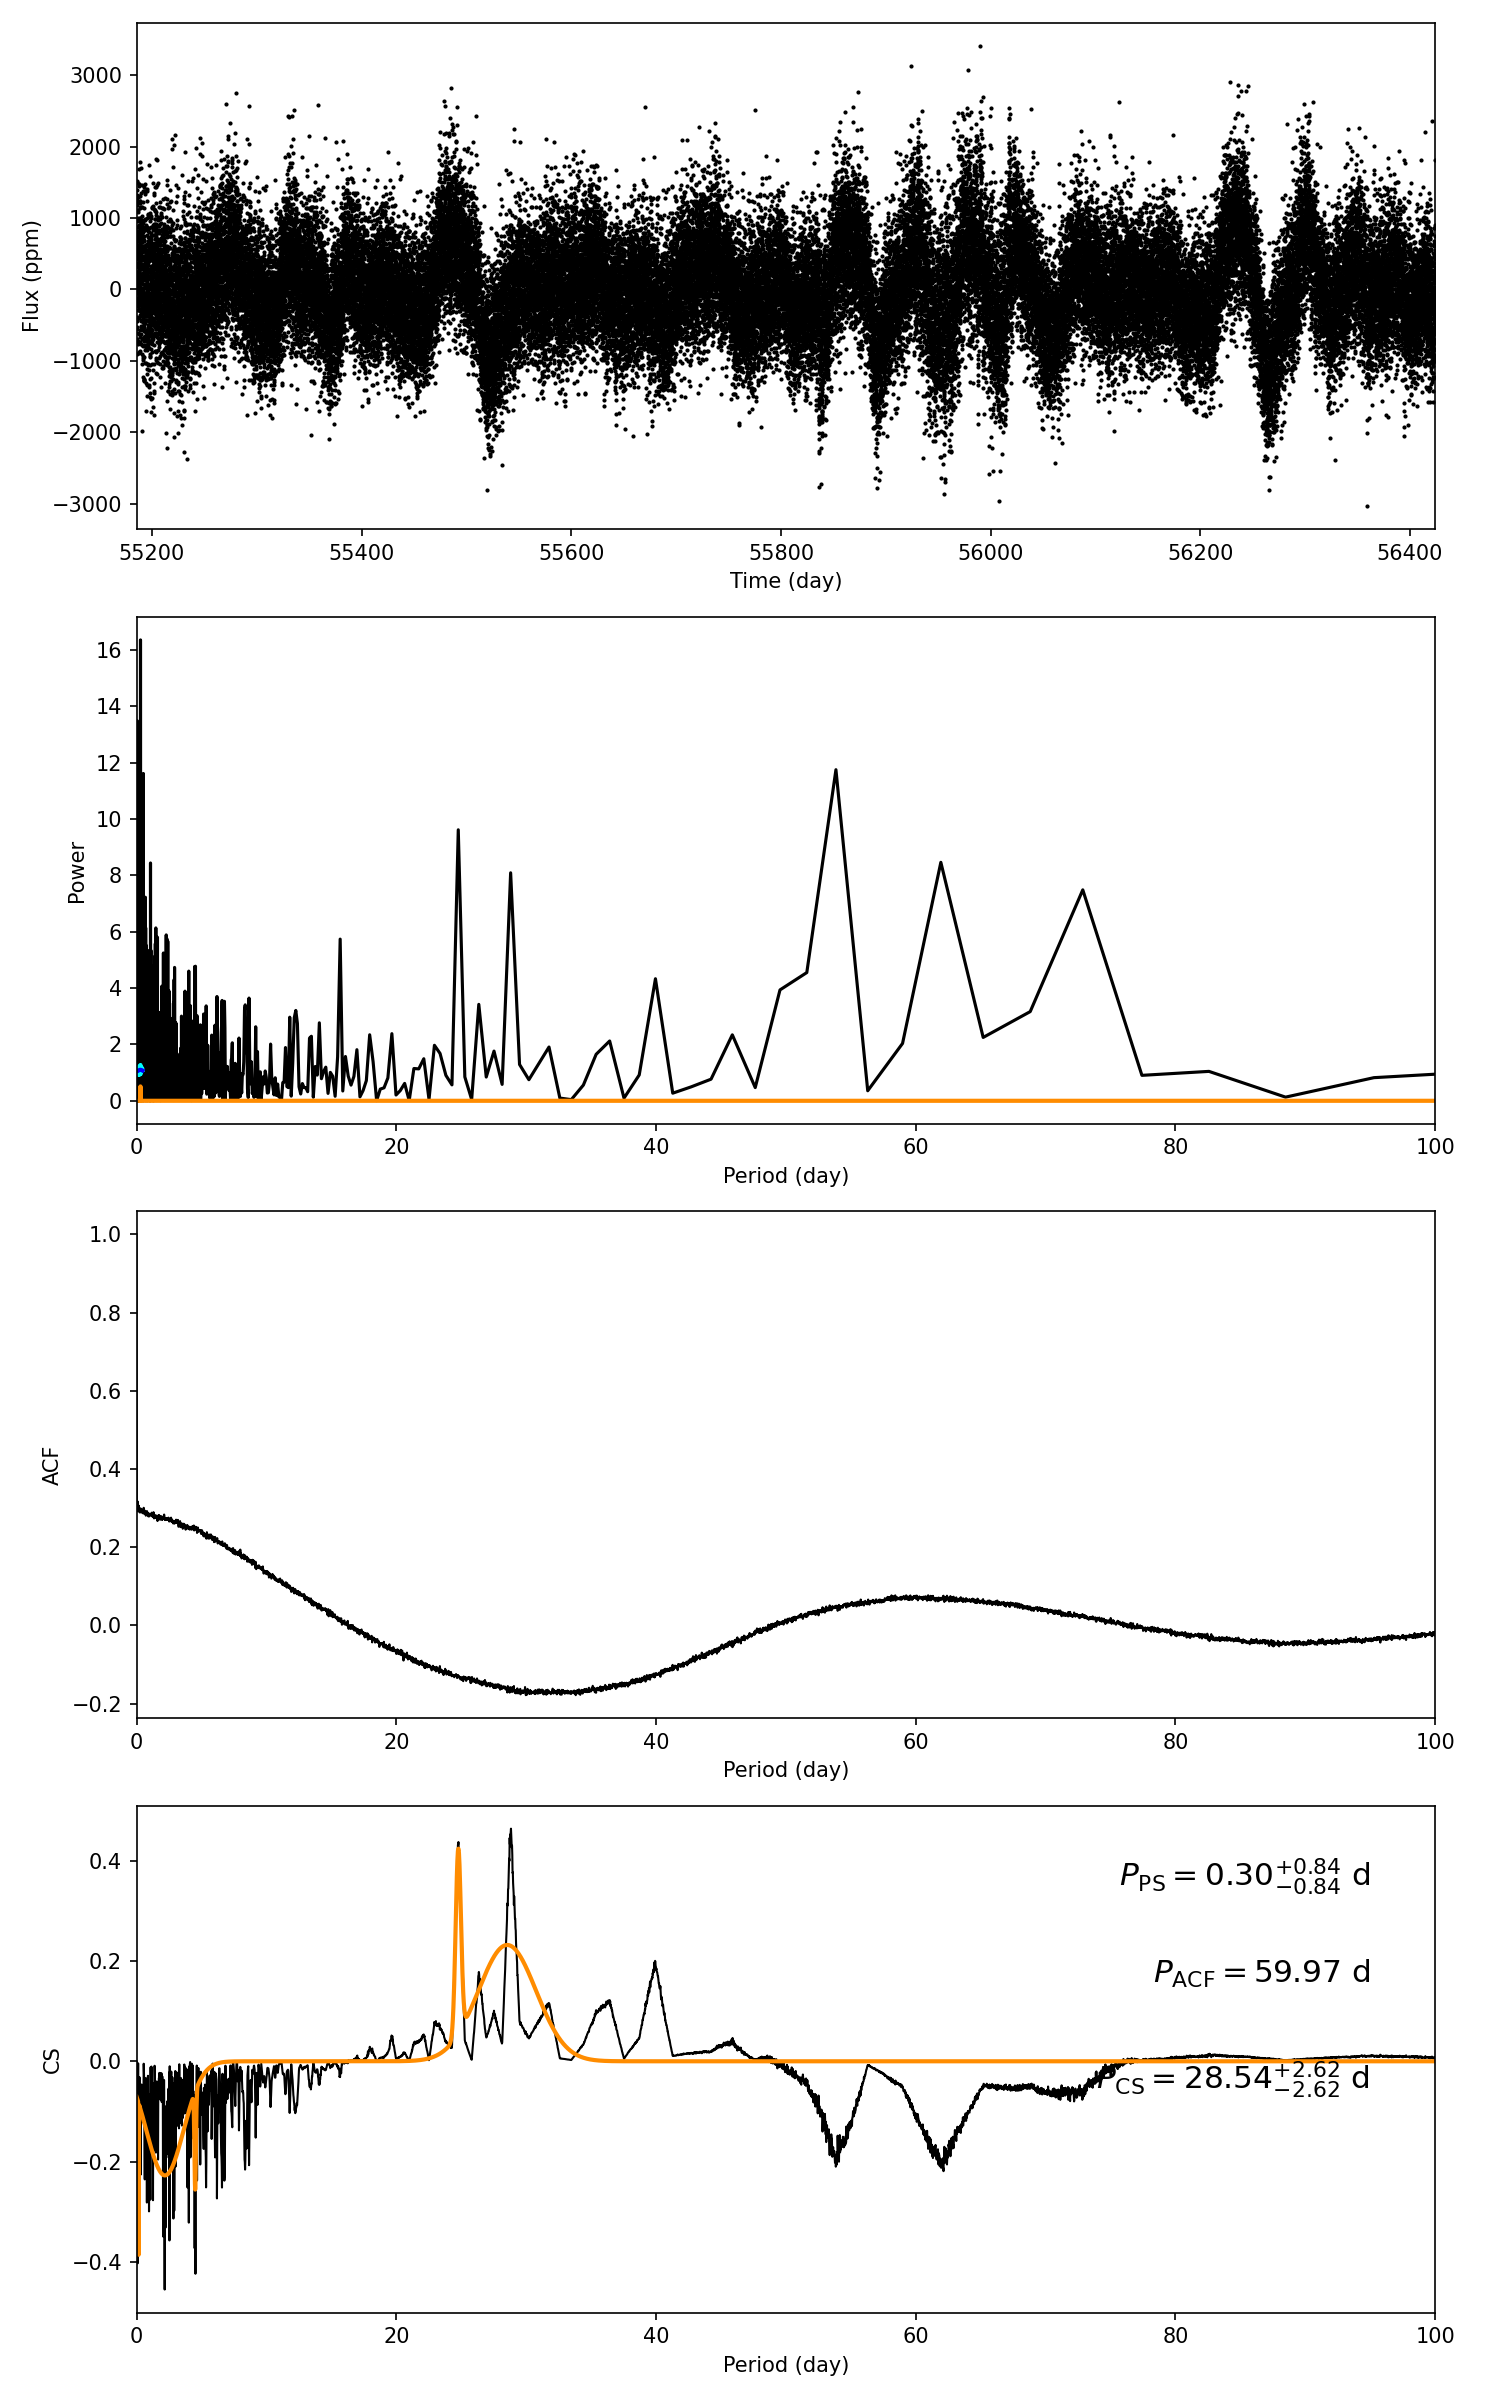 3000
2000
1000
0
−1000
−2000
−3000
Flux (ppm)
55200 55400 55600 55800 56000 56200 56400
Time (day)
16
14
12
10
8
6
4
2
0
Power
0 20 40 60 80 100
Period (day)
1.0
0.8
0.6
0.4
0.2
0.0
−0.2
ACF
0 20 40 60 80 100
Period (day)
0.4
0.2
0.0
−0.2
−0.4
CS
P_PS = 0.30 +0.84 −0.84 d
P_ACF = 59.97 d
P_CS = 28.54 +2.62 −2.62 d
0 20 40 60 80 100
Period (day)